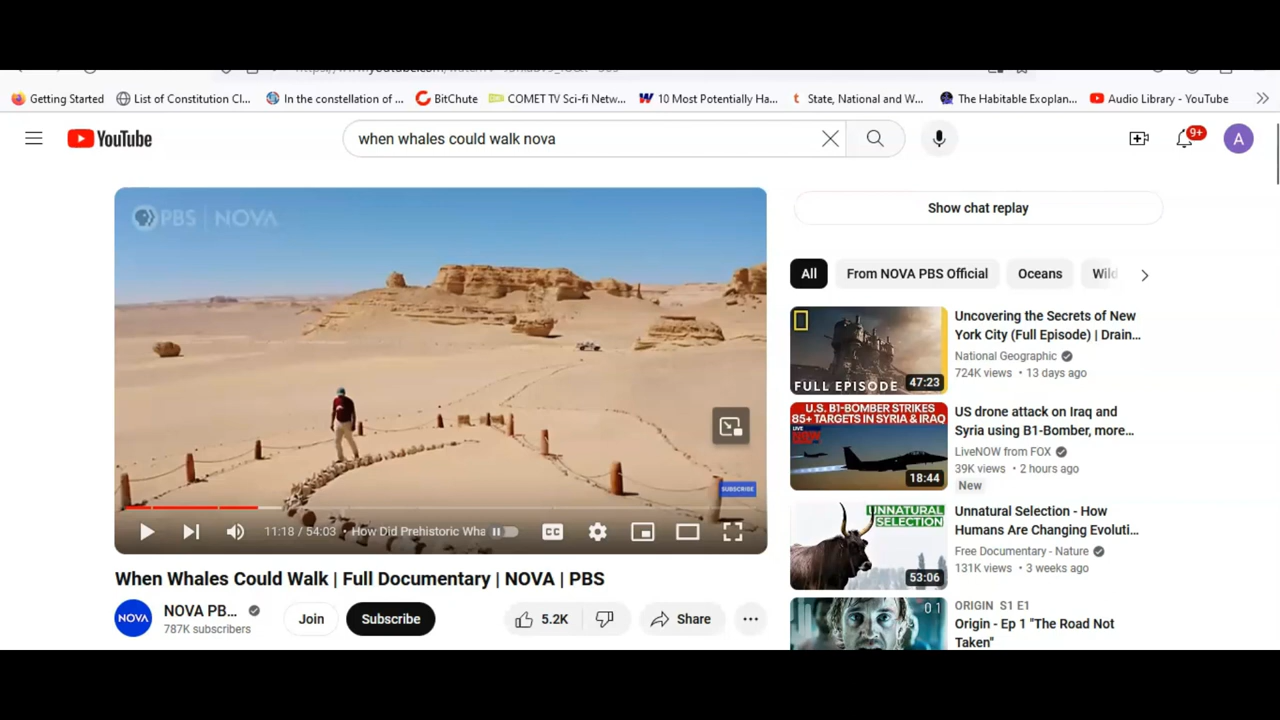 Getting Started List of Constitution Cl... In the constellation of ... BitChute COMET TV Sci-fi Netw... 10 Most Potentially Ha... State, National and W... The Habitable Exoplan... Audio Library - YouTube
YouTube
when whales could walk nova
9+
A
PBS | NOVA
SUBSCRIBE
11:18 / 54:03 • How Did Prehistoric Wha
CC
When Whales Could Walk | Full Documentary | NOVA | PBS
NOVA
NOVA PB...
787K subscribers
Join
Subscribe
5.2K
Share
Show chat replay
All From NOVA PBS Official Oceans Wild
FULL EPISODE
47:23
Uncovering the Secrets of New
York City (Full Episode) | Drain...
National Geographic
724K views • 13 days ago
U.S. B1-BOMBER STRIKES
85+ TARGETS IN SYRIA & IRAQ
LIVE
NOW
18:44
US drone attack on Iraq and
Syria using B1-Bomber, more...
LiveNOW from FOX
39K views • 2 hours ago
New
UNNATURAL
SELECTION
53:06
Unnatural Selection - How
Humans Are Changing Evoluti...
Free Documentary - Nature
131K views • 3 weeks ago
ORIGIN S1 E1
Origin - Ep 1 "The Road Not
Taken"